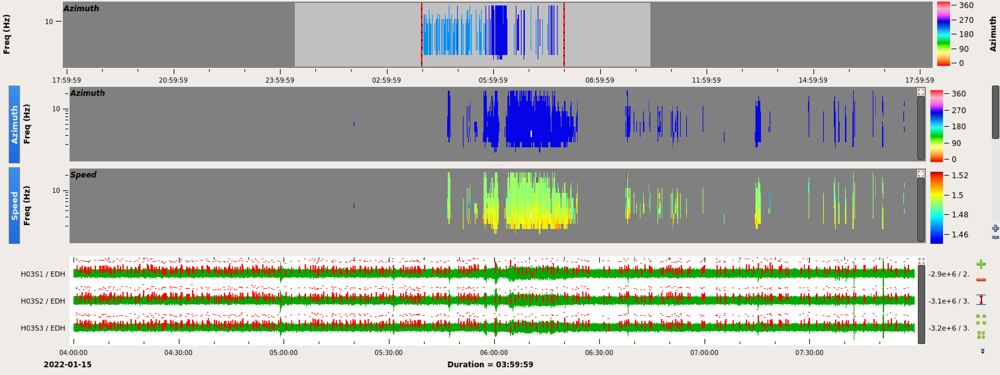 Azimuth
Freq (Hz)
10
360
270
180
90
0
Azimuth
17:59:59 20:59:59 23:59:59 02:59:59 05:59:59 08:59:59 11:59:59 14:59:59 17:59:59
Azimuth
Azimuth
Freq (Hz)
10
360
270
180
90
0
Speed
Speed
Freq (Hz)
10
1.52
1.5
1.48
1.46
H03S1 / EDH
-2.9e+6 / 2.
H03S2 / EDH
-3.1e+6 / 3.
H03S3 / EDH
-3.2e+6 / 3.
04:00:00 04:30:00 05:00:00 05:30:00 06:00:00 06:30:00 07:00:00 07:30:00
2022-01-15
Duration = 03:59:59